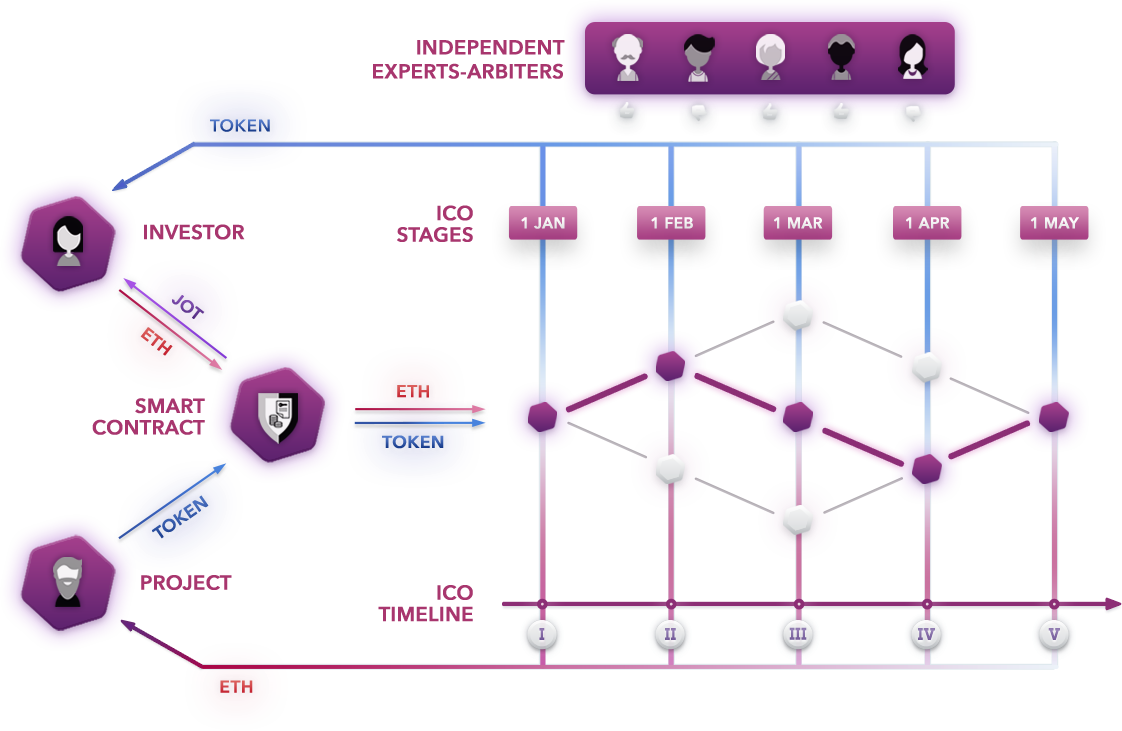 INDEPENDENT
EXPERTS-ARBITERS
TOKEN
INVESTOR
ICO
STAGES
1 JAN
1 FEB
1 MAR
1 APR
1 MAY
JOT
ETH
SMART
CONTRACT
ETH
TOKEN
TOKEN
PROJECT
ICO
TIMELINE
I
II
III
IV
V
ETH